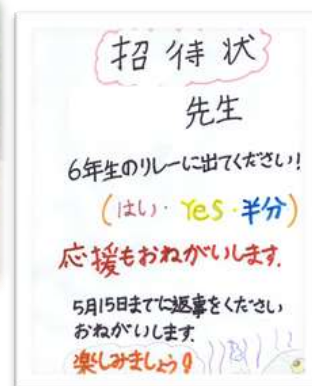 招待状
先生
6年生のリレーに出てください!
(はい・Yes・半分)
応援もおねがいします。
5月15日までに返事をください
おねがいします。
楽しみましょう!